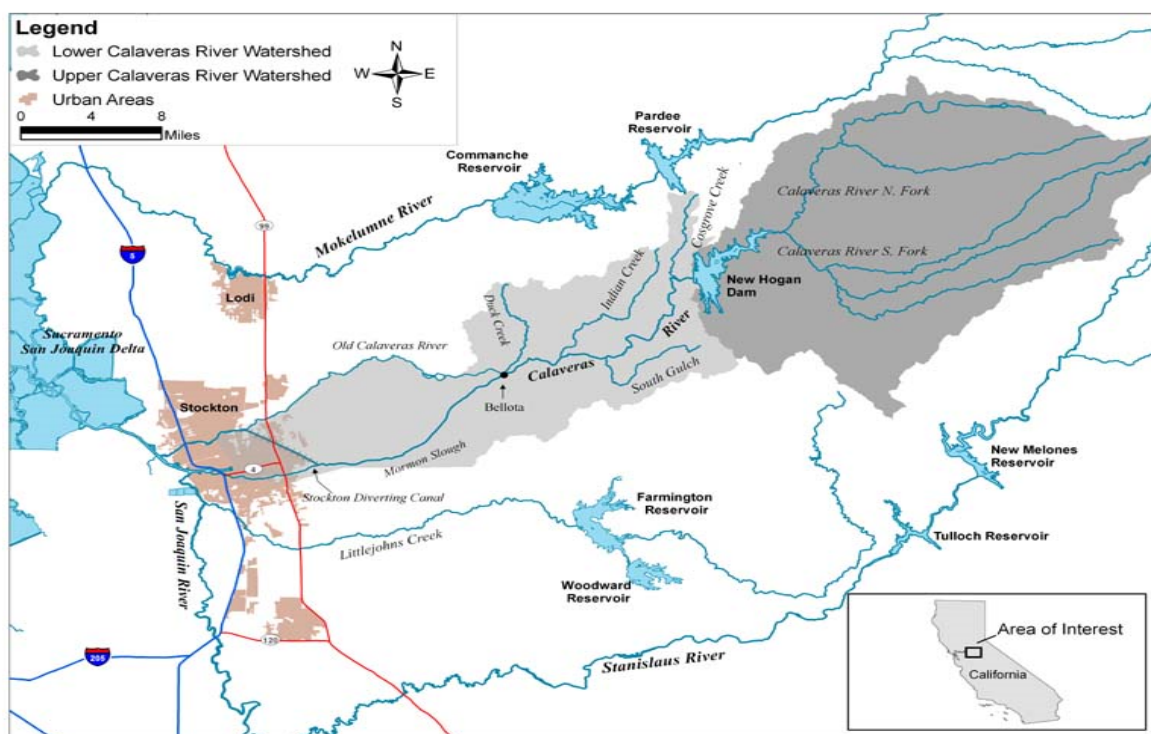 Legend
Lower Calaveras River Watershed
Upper Calaveras River Watershed
Urban Areas
0 4 8
Miles
N
W E
S
Pardee
Reservoir
Commanche
Reservoir
Mokelumne River
99
5
Lodi
Calaveras River N. Fork
Cosgrove Creek
Calaveras River S. Fork
Indian Creek
New Hogan
Dam
Duck Creek
River
Sacramento
San Joaquin Delta
Old Calaveras River
Calaveras
South Gulch
Bellota
Stockton
Mormon Slough
4
Stockton Diverting Canal
New Melones
Reservoir
San Joaquin River
Farmington
Reservoir
Littlejohns Creek
Tulloch Reservoir
Woodward
Reservoir
120
205
Stanislaus River
Area of Interest
California